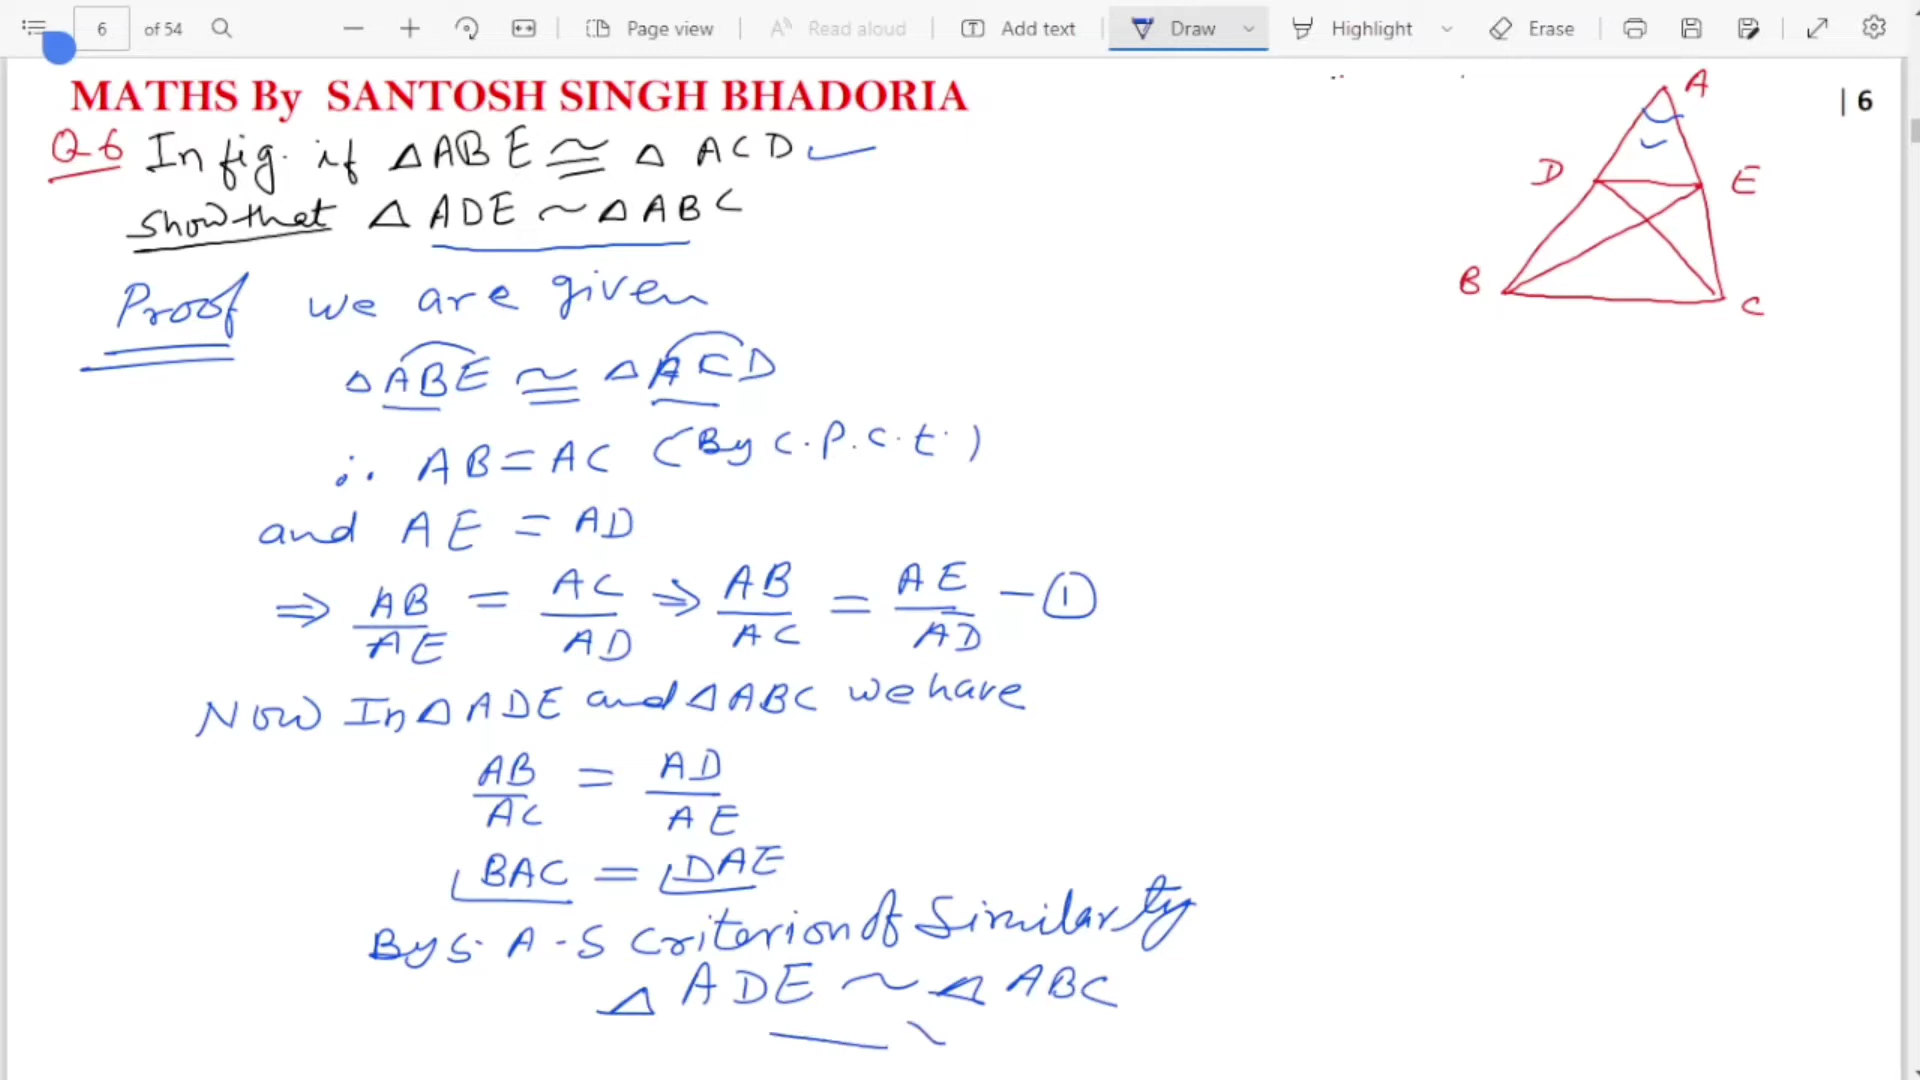 6 of 54 Page view Read aloud Add text Draw Highlight Erase
MATHS By SANTOSH SINGH BHADORIA
| 6
Q-6 In fig. if △ABE ≅ △ ACD
show that △ ADE ~ △ ABC
A
D E
B C
Proof we are given
△ABE ≅ △ACD
∴ AB = AC (By C.P.C.t.)
and AE = AD
⇒ AB/AE = AC/AD ⇒ AB/AC = AE/AD - ①
Now In △ADE and △ABC we have
AB/AC = AD/AE
∠BAC = ∠DAE
By S-A-S Criterion of Similarity
△ ADE ~ △ ABC